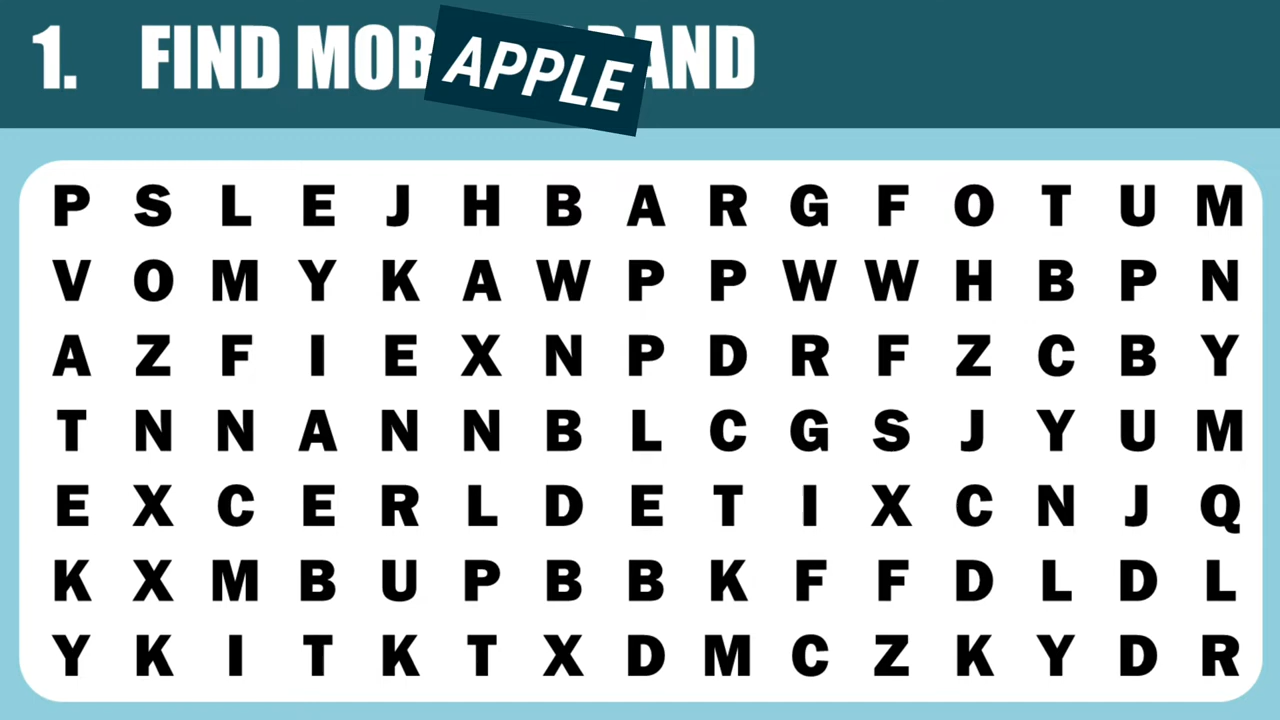 1. FIND MOB AND
APPLE
P S L E J H B A R G F O T U M
V O M Y K A W P P W W H B P N
A Z F I E X N P D R F Z C B Y
T N N A N N B L C G S J Y U M
E X C E R L D E T I X C N J Q
K X M B U P B B K F F D L D L
Y K I T K T X D M C Z K Y D R